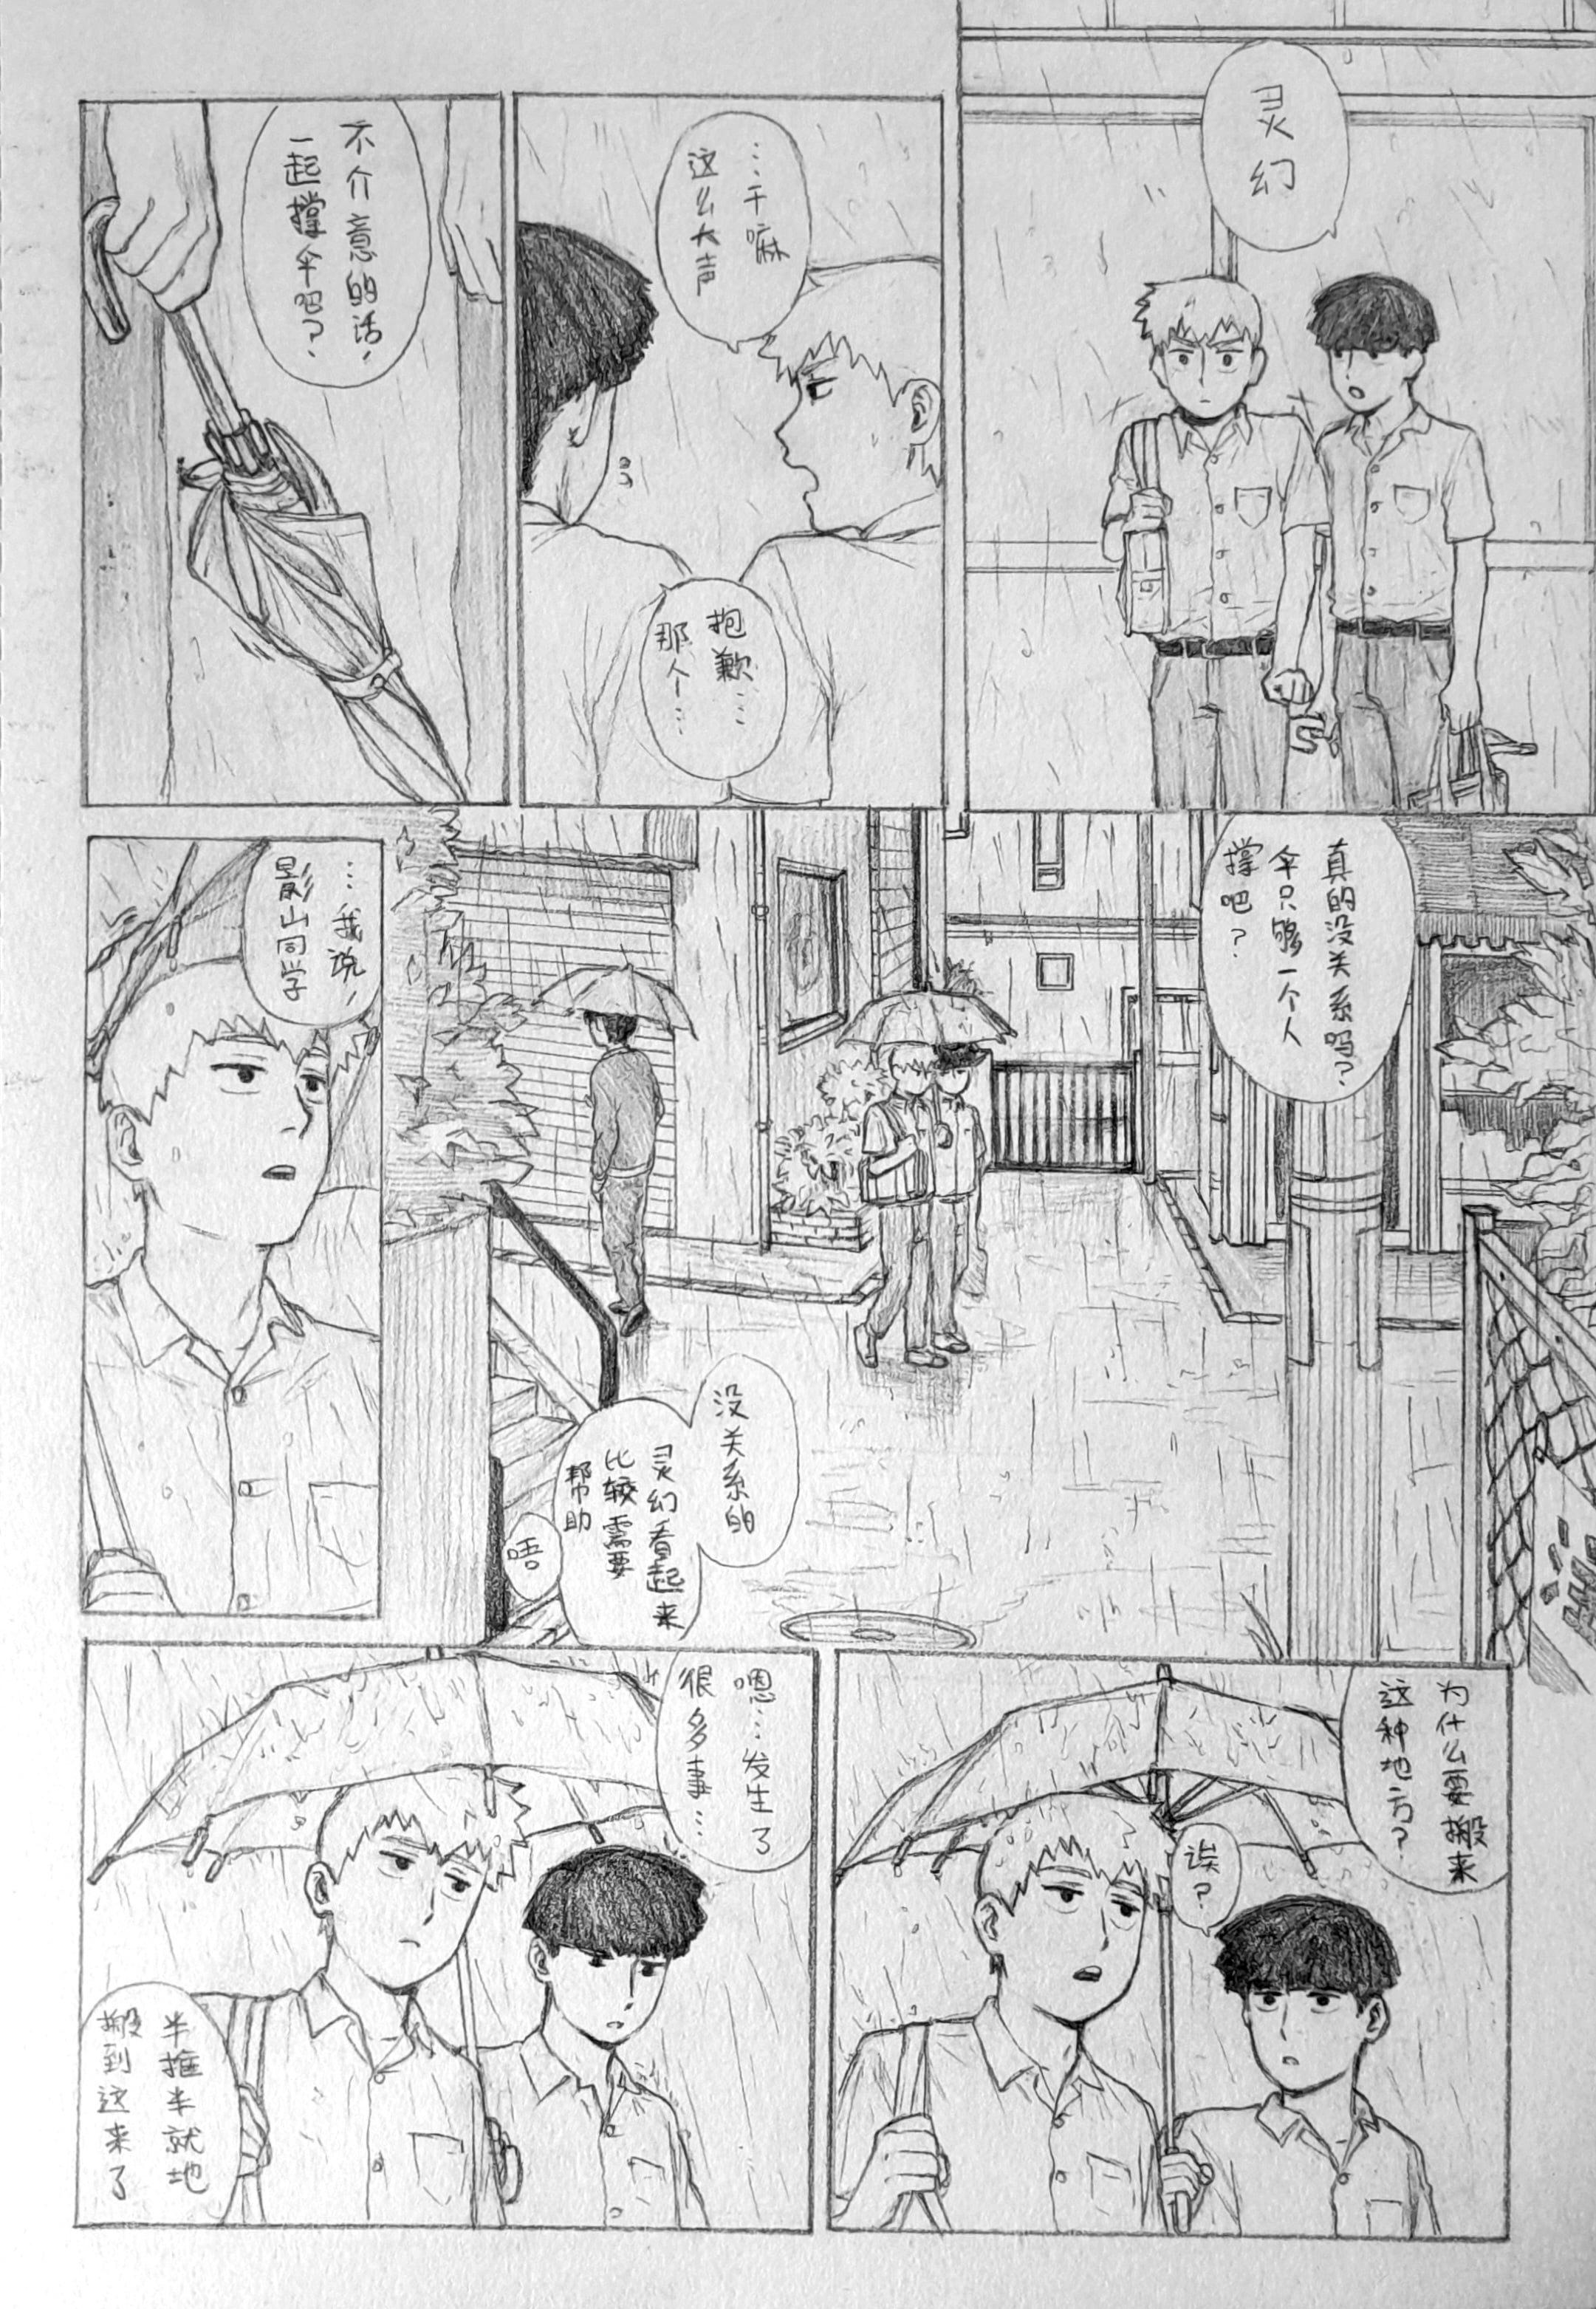 灵幻
…干嘛
这么大声
抱歉…
那个…
不介意的话，
一起撑伞吗？
真的没关系吗？
伞只够一个人
撑吧？
没关系的
灵幻看起来
比较需要
帮助
唔
…我说，
影山同学
为什么要搬来
这种地方？
诶？
嗯…发生了
很多事…
半推半就地
搬到这来了